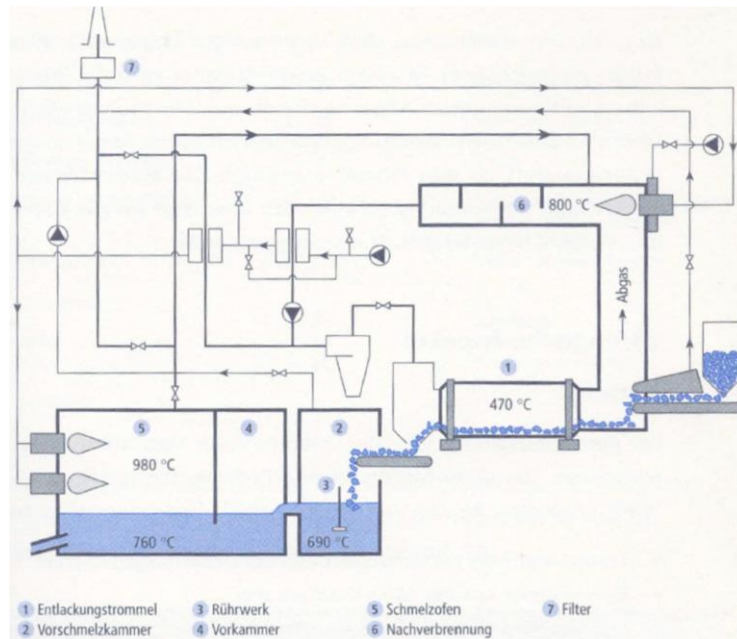 7
6
800 °C
Abgas
1
470 °C
5
4
2
980 °C
3
760 °C
690 °C
1 Entlackungstrommel
3 Rührwerk
5 Schmelzofen
7 Filter
2 Vorschmelzkammer
4 Vorkammer
6 Nachverbrennung